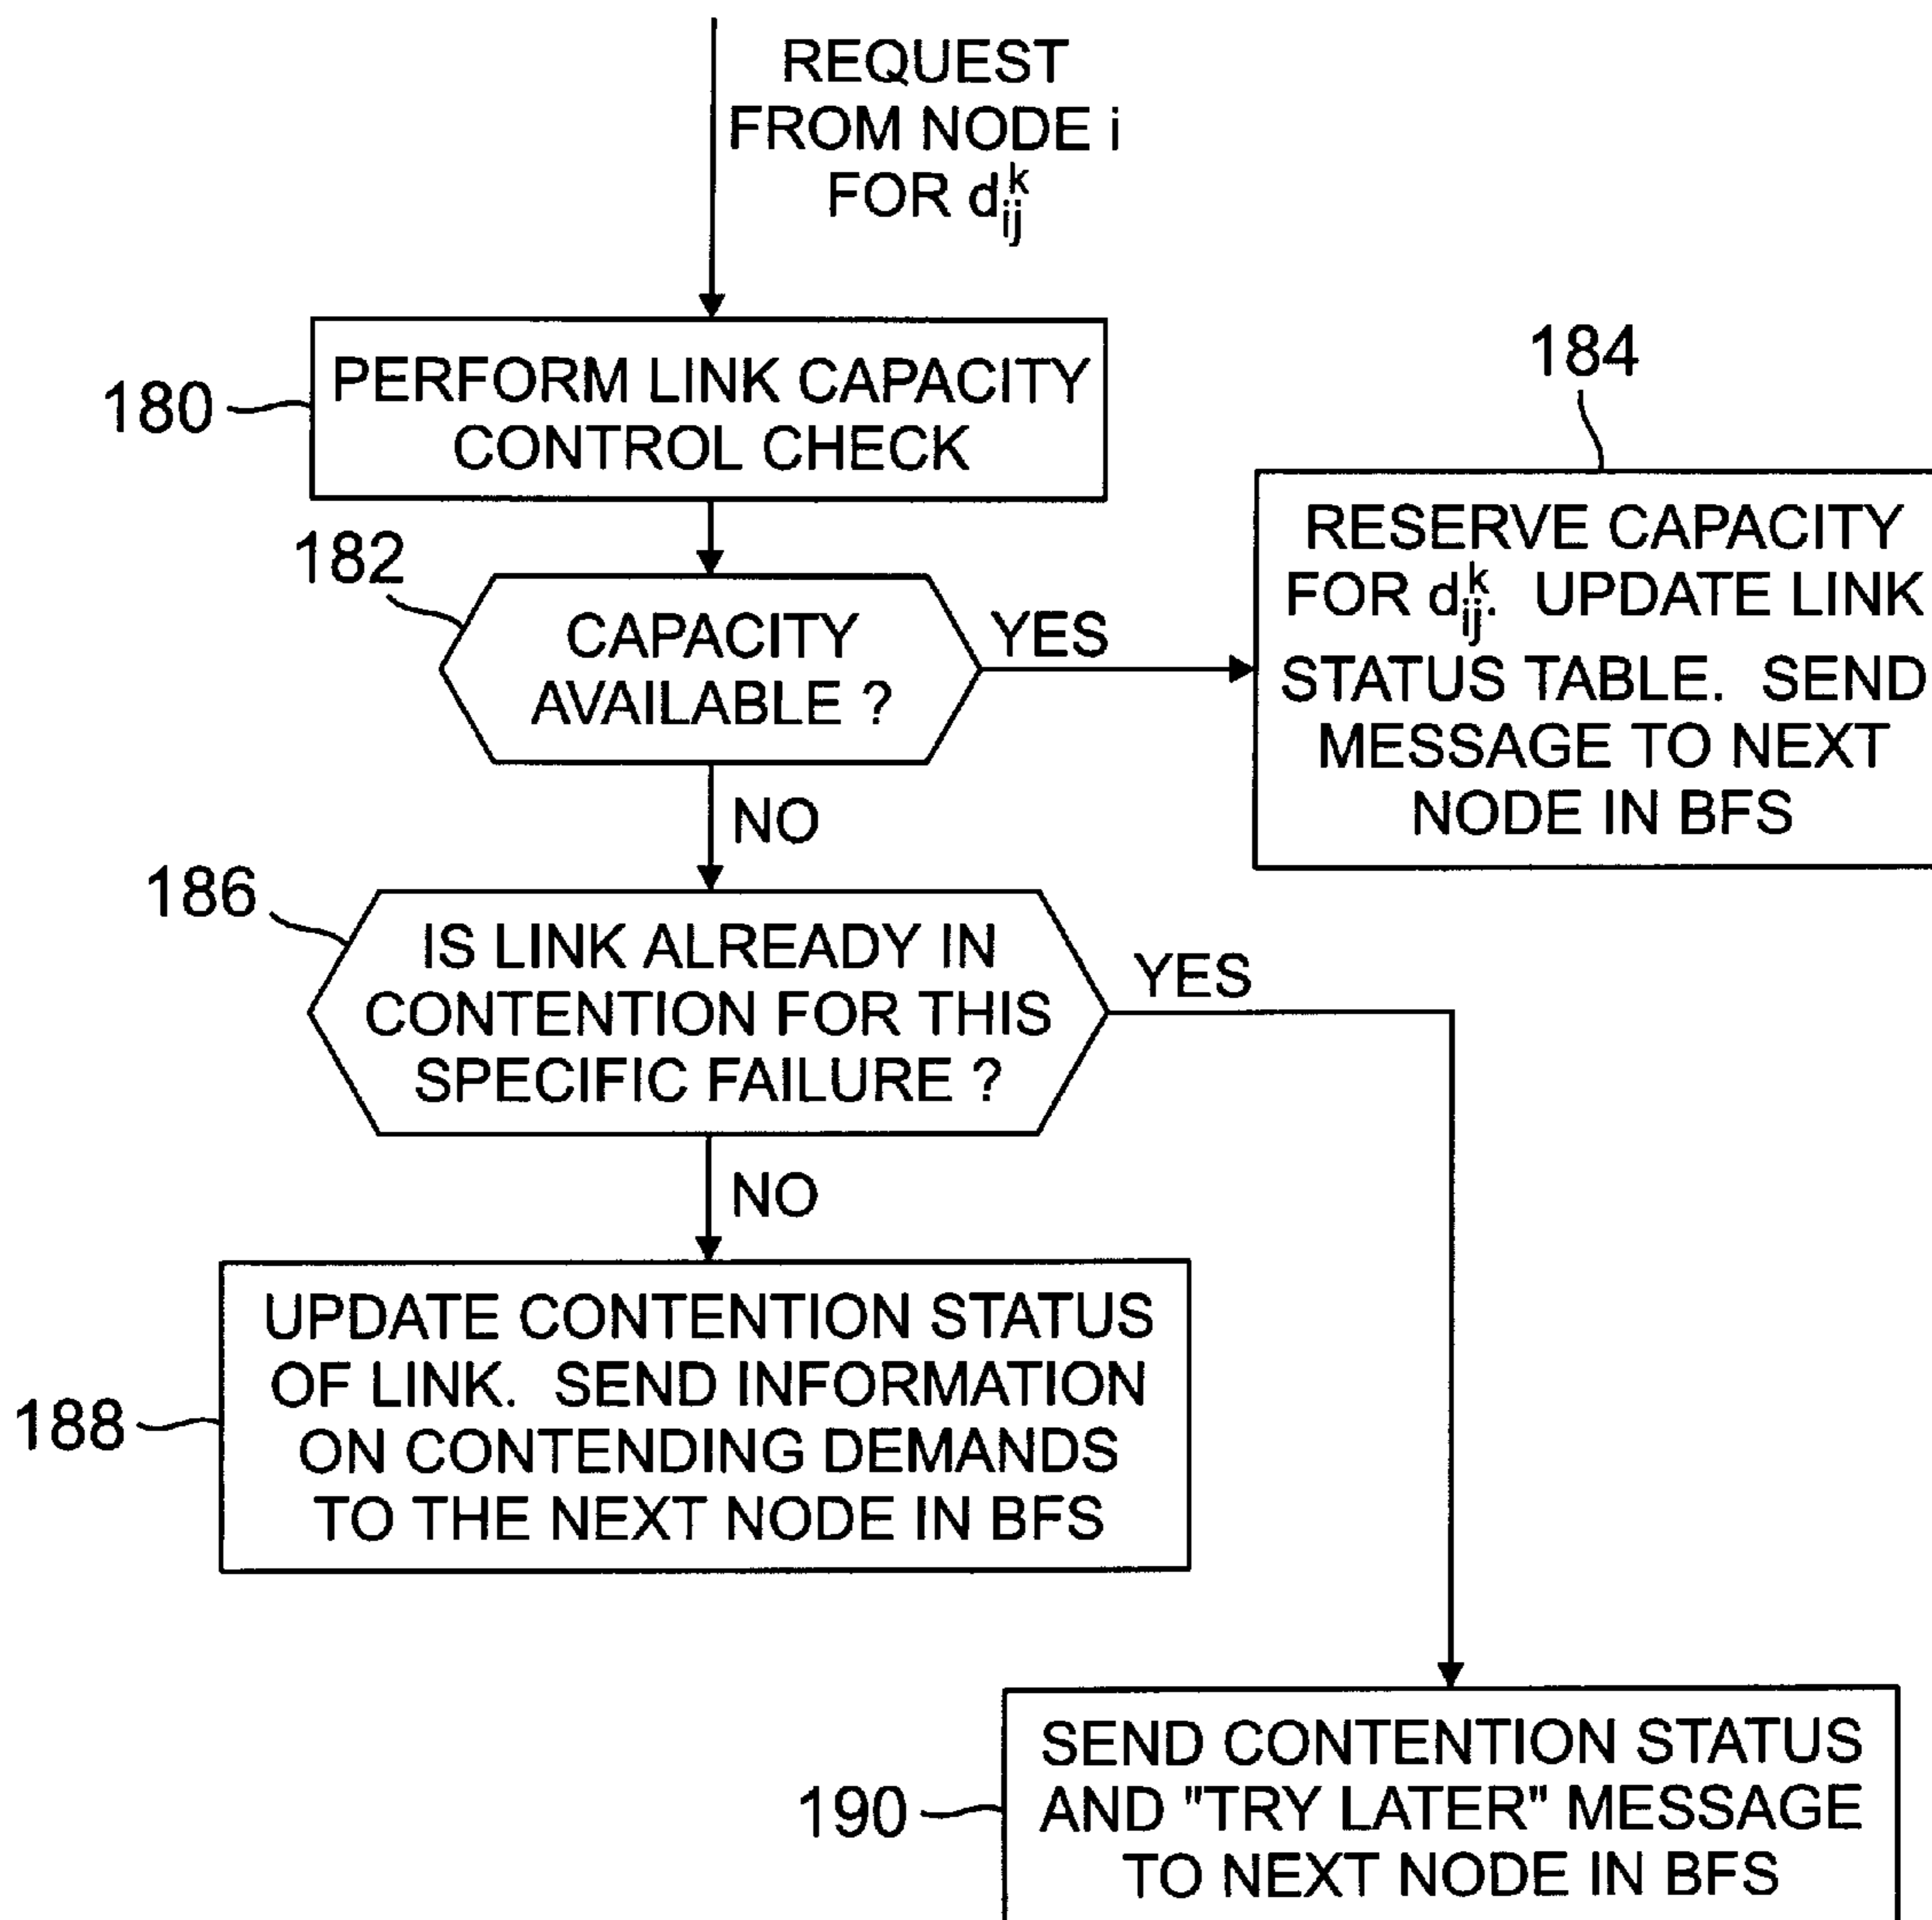 REQUEST
FROM NODE i
FOR d_{ij}^{k}
180
PERFORM LINK CAPACITY
CONTROL CHECK
182
CAPACITY
AVAILABLE ?
YES
184
RESERVE CAPACITY
FOR d_{ij}^{k}. UPDATE LINK
STATUS TABLE. SEND
MESSAGE TO NEXT
NODE IN BFS
NO
186
IS LINK ALREADY IN
CONTENTION FOR THIS
SPECIFIC FAILURE ?
YES
NO
188
UPDATE CONTENTION STATUS
OF LINK. SEND INFORMATION
ON CONTENDING DEMANDS
TO THE NEXT NODE IN BFS
190
SEND CONTENTION STATUS
AND "TRY LATER" MESSAGE
TO NEXT NODE IN BFS